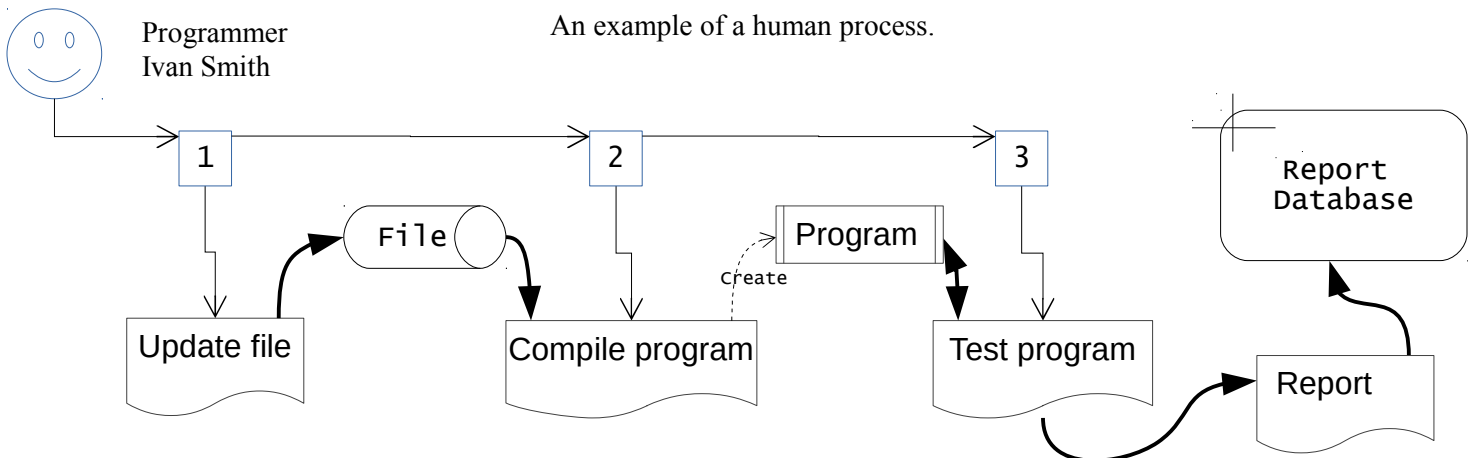 An example of a human process.
Programmer
Ivan Smith
1
2
3
Report
Database
File
Program
Create
Update file
Compile program
Test program
Report